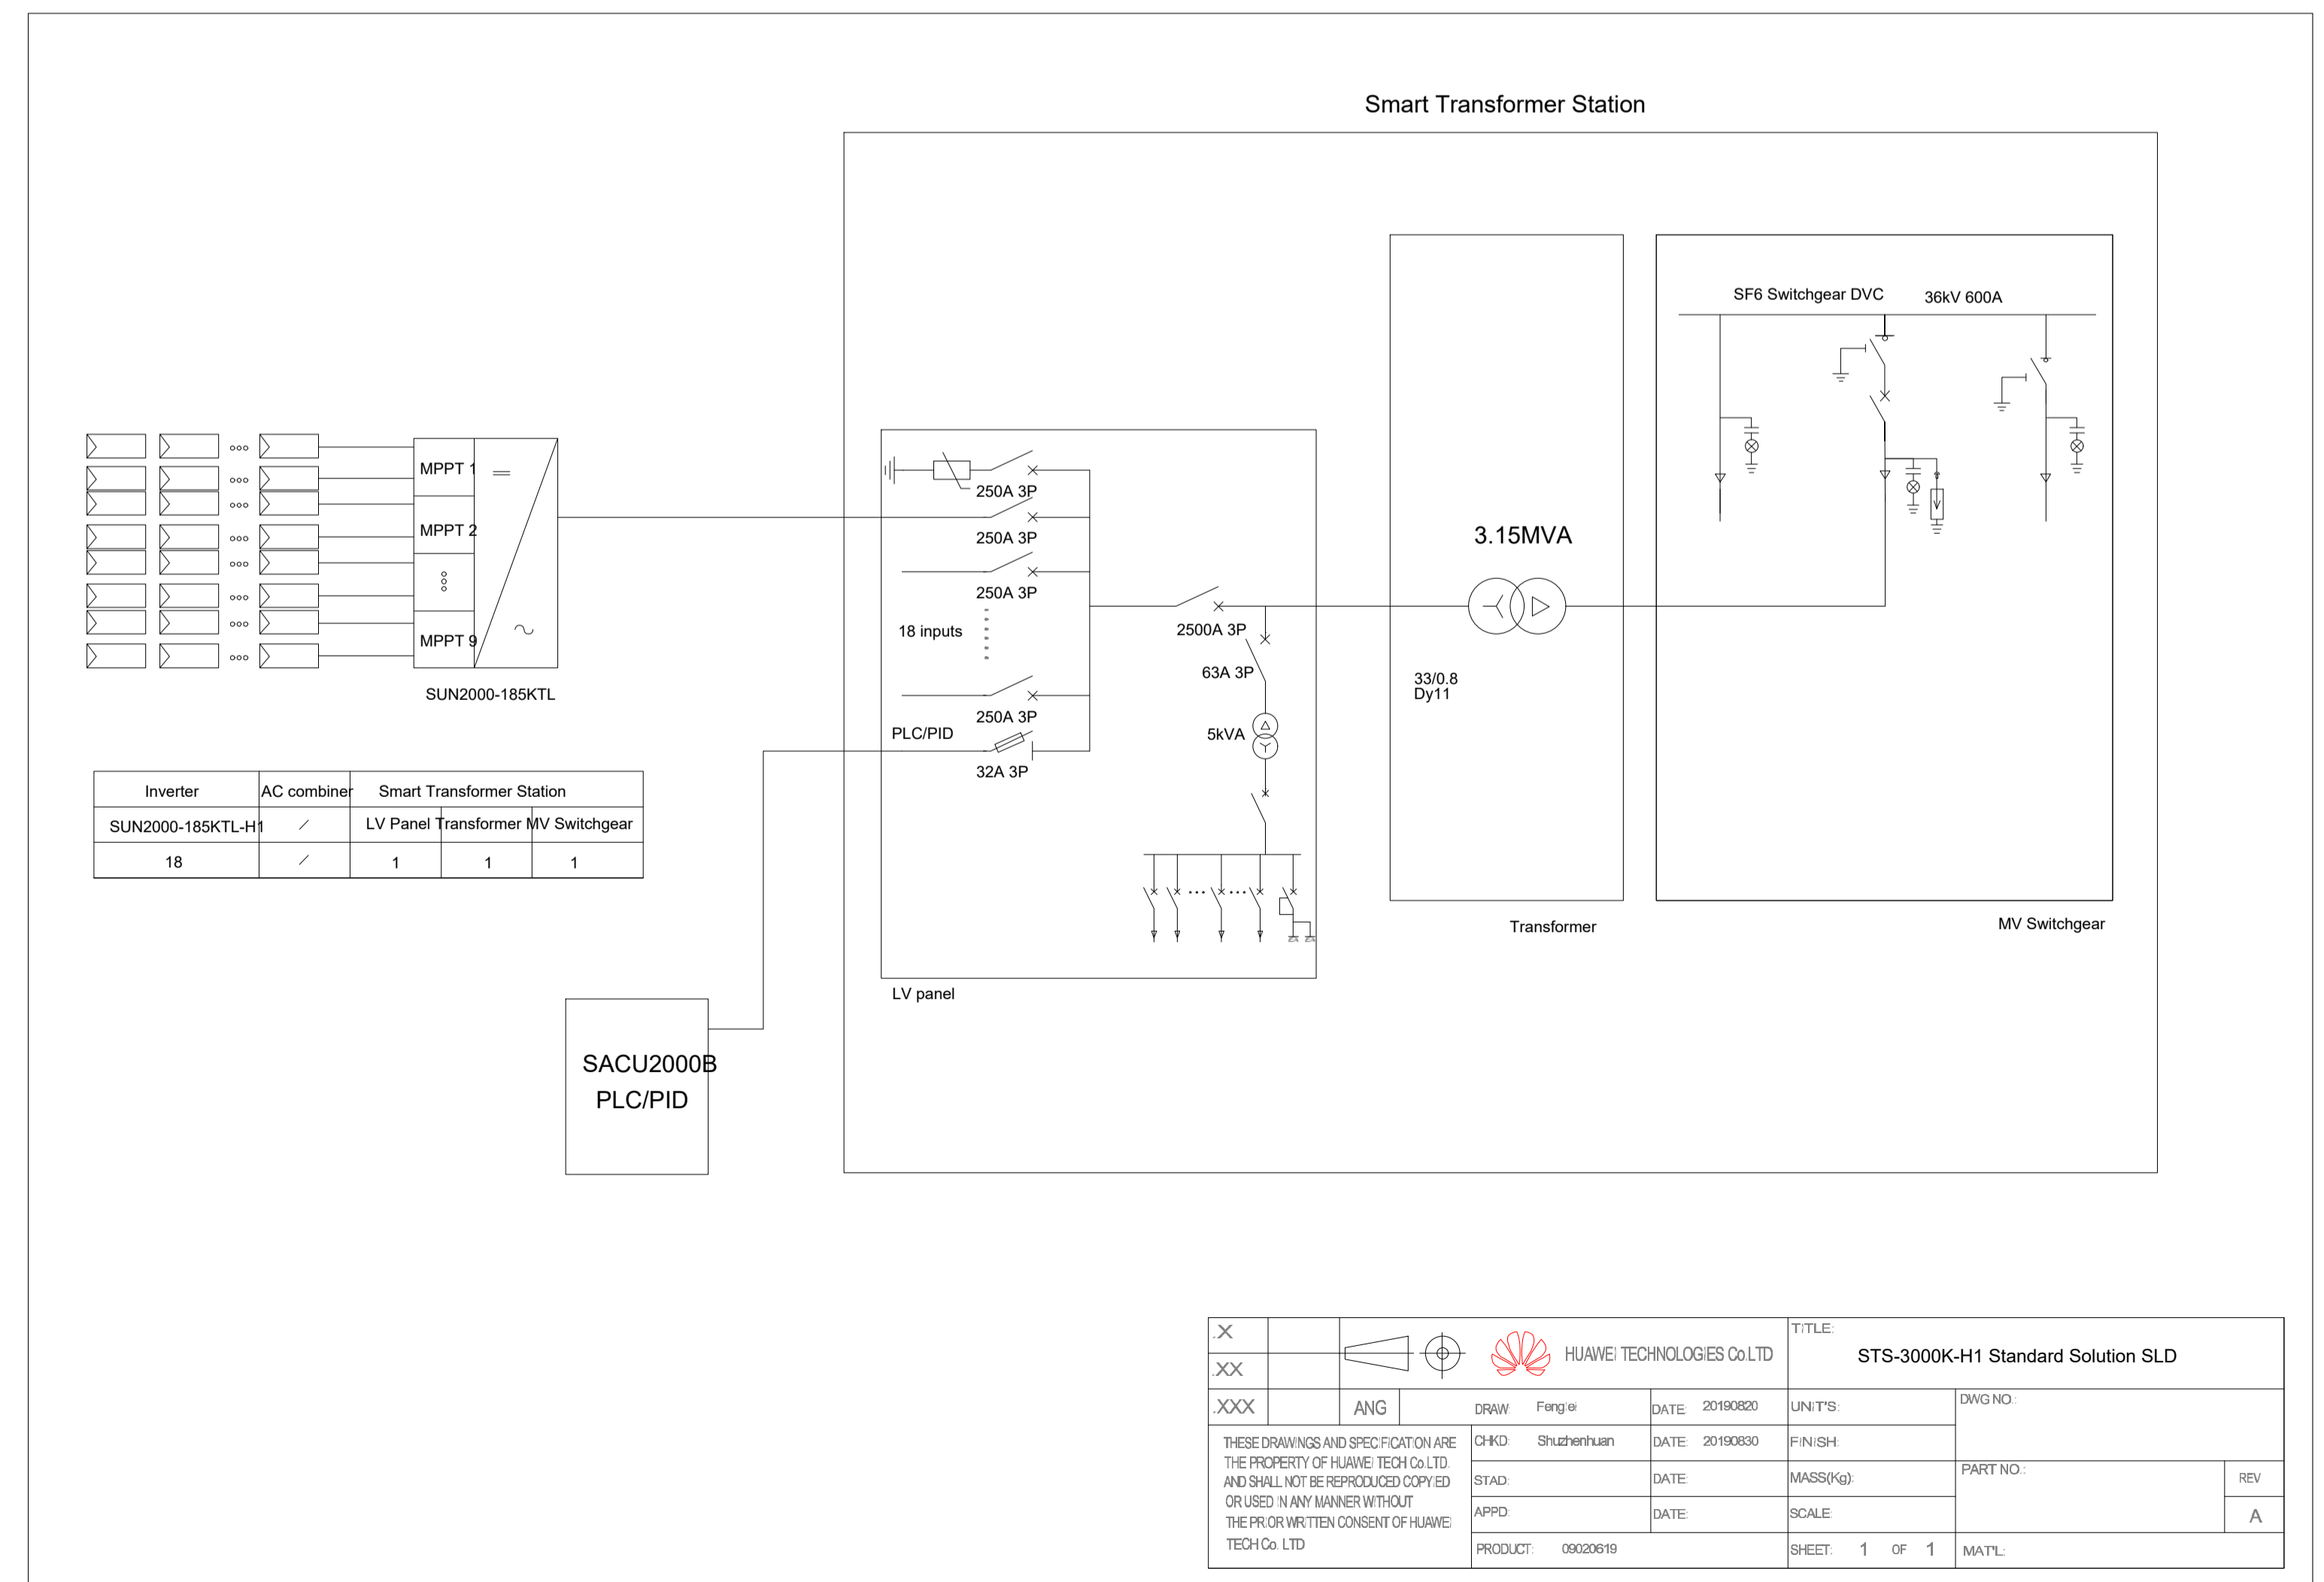 Smart Transformer Station
SF6 Switchgear DVC 36kV 600A
MPPT 1
MPPT 2
MPPT 9
SUN2000-185KTL
250A 3P
250A 3P
250A 3P
18 inputs
250A 3P
PLC/PID
32A 3P
2500A 3P
63A 3P
5kVA
LV panel
3.15MVA
33/0.8
Dy11
Transformer
MV Switchgear
Inverter AC combiner Smart Transformer Station
SUN2000-185KTL-H1 / LV Panel Transformer MV Switchgear
18 / 1 1 1
SACU2000B
PLC/PID
.X
.XX
.XXX
ANG
HUAWEi TECHNOLOGiES Co.LTD
TiTLE:
STS-3000K-H1 Standard Solution SLD
DRAW: Fenglei DATE: 20190820 UNiT'S: DWG NO.:
CHKD: Shuzhenhuan DATE: 20190830 FiNiSH:
STAD: DATE: MASS(Kg): PART NO.: REV
APPD: DATE: SCALE: A
PRODUCT: 09020619 SHEET: 1 OF 1 MAT'L:
THESE DRAWiNGS AND SPECiFiCATiON ARE
THE PROPERTY OF HUAWEi TECH Co.LTD.
AND SHALL NOT BE REPRODUCED COPYiED
OR USED iN ANY MANNER WiTHOUT
THE PRiOR WRiTTEN CONSENT OF HUAWEi
TECH Co. LTD